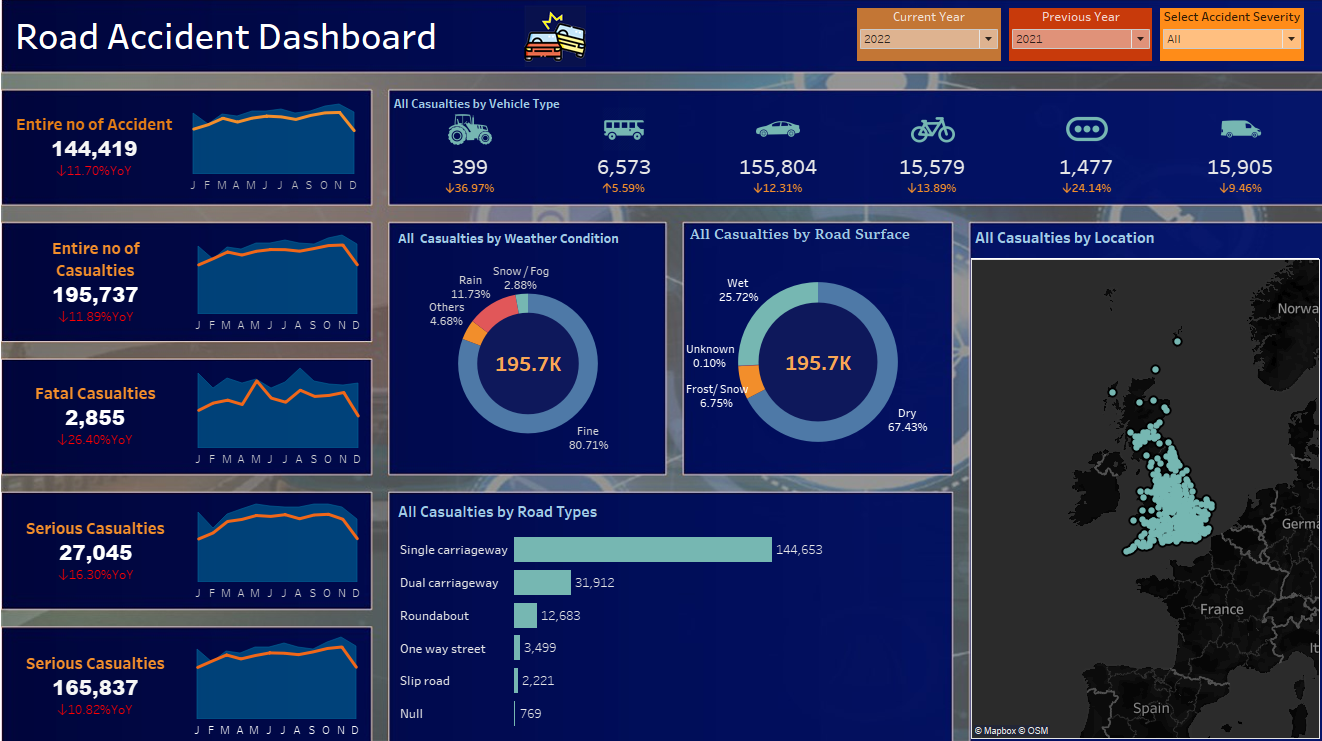 Road Accident Dashboard
Current Year
2022
Previous Year
2021
Select Accident Severity
All
Entire no of Accident
144,419
↓11.70%YoY
J F M A M J J A S O N D
All Casualties by Vehicle Type
399
↓36.97%
6,573
↑5.59%
155,804
↓12.31%
15,579
↓13.89%
1,477
↓24.14%
15,905
↓9.46%
Entire no of
Casualties
195,737
↓11.89%YoY
J F M A M J J A S O N D
Fatal Casualties
2,855
↓26.40%YoY
J F M A M J J A S O N D
Serious Casualties
27,045
↓16.30%YoY
J F M A M J J A S O N D
Serious Casualties
165,837
↓10.82%YoY
J F M A M J J A S O N D
All Casualties by Weather Condition
Snow / Fog
2.88%
Rain
11.73%
Others
4.68%
195.7K
Fine
80.71%
All Casualties by Road Surface
Wet
25.72%
Unknown
0.10%
Frost/ Snow
6.75%
195.7K
Dry
67.43%
All Casualties by Road Types
Single carriageway 144,653
Dual carriageway 31,912
Roundabout 12,683
One way street 3,499
Slip road 2,221
Null 769
All Casualties by Location
Norwa
Germa
France
It
Spain
© Mapbox © OSM